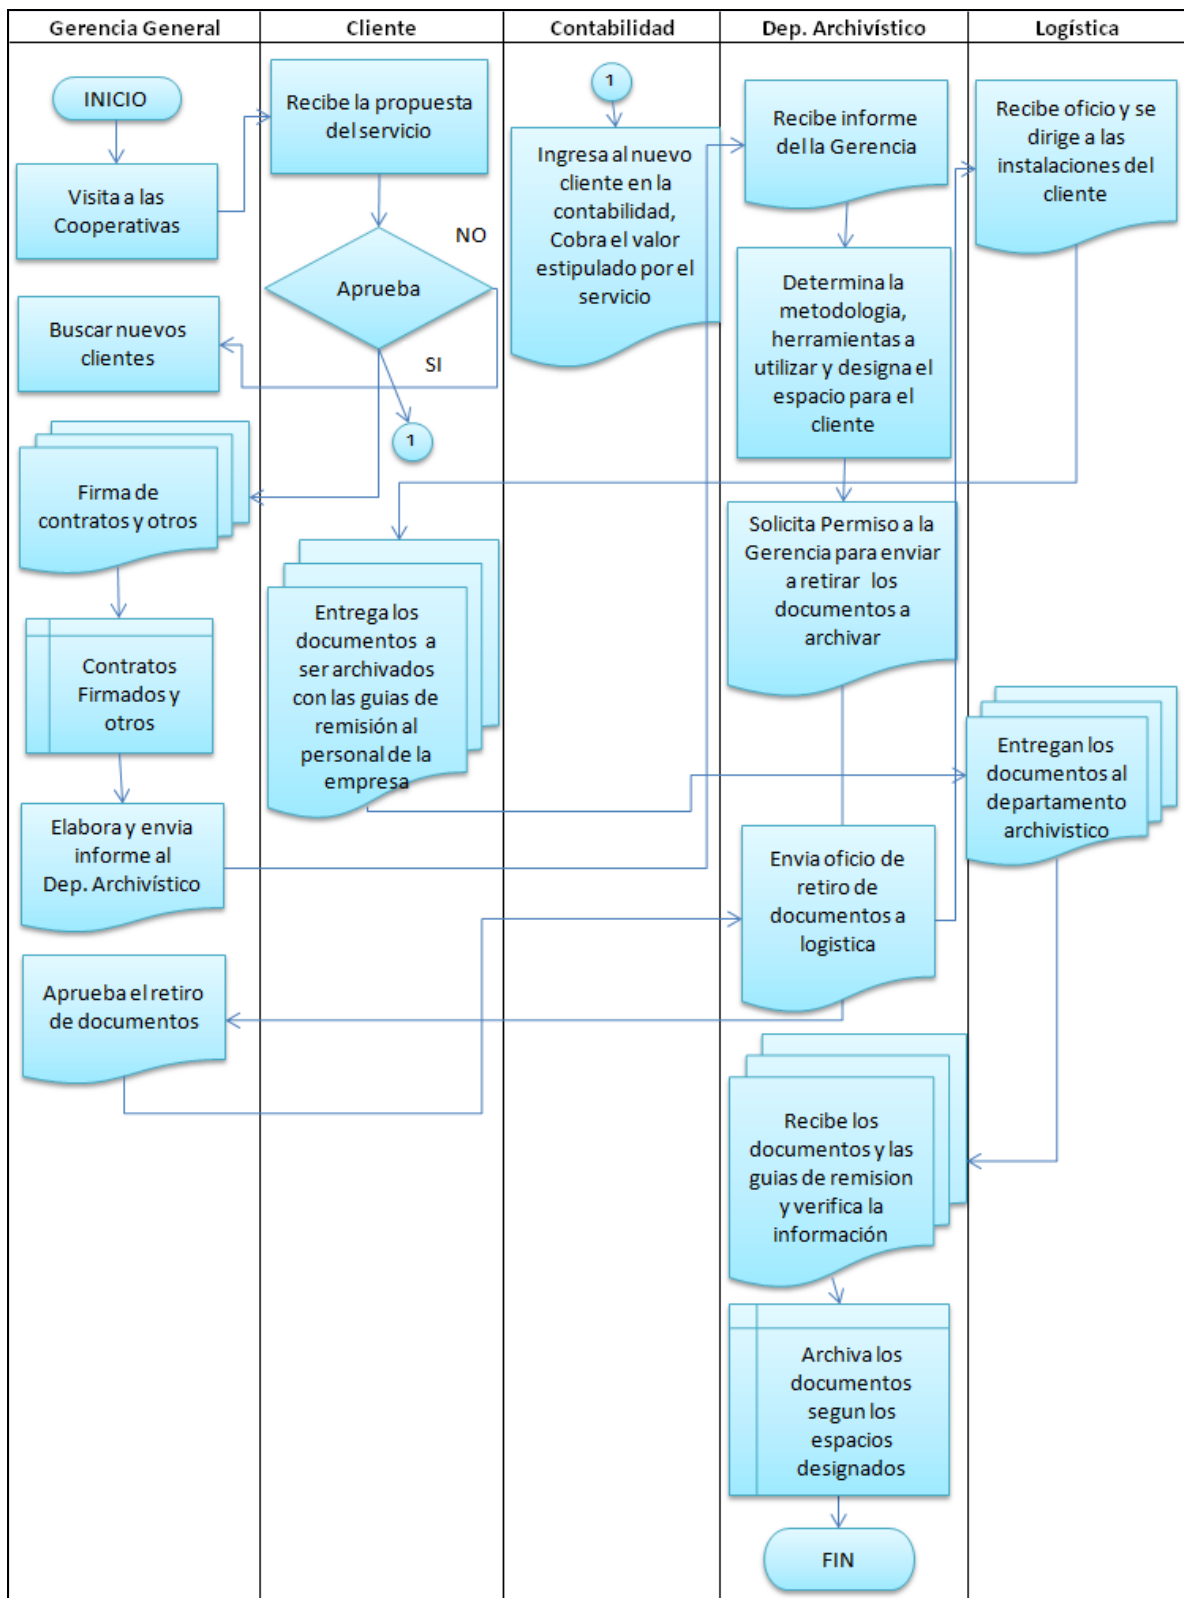 Gerencia General
Cliente
Contabilidad
Dep. Archivístico
Logística
INICIO
Visita a las
Cooperativas
Buscar nuevos
clientes
Firma de
contratos y otros
Contratos
Firmados y
otros
Elabora y envia
informe al
Dep. Archivístico
Aprueba el retiro
de documentos
Recibe la propuesta
del servicio
NO
Aprueba
SI
1
Entrega los
documentos a
ser archivados
con las guias de
remisión al
personal de la
empresa
1
Ingresa al nuevo
cliente en la
contabilidad,
Cobra el valor
estipulado por el
servicio
Recibe informe
del la Gerencia
Determina la
metodologia,
herramientas a
utilizar y designa el
espacio para el
cliente
Solicita Permiso a la
Gerencia para enviar
a retirar los
documentos a
archivar
Envia oficio de
retiro de
documentos a
logistica
Recibe los
documentos y las
guias de remision
y verifica la
información
Archiva los
documentos
segun los
espacios
designados
FIN
Recibe oficio y se
dirige a las
instalaciones del
cliente
Entregan los
documentos al
departamento
archivistico